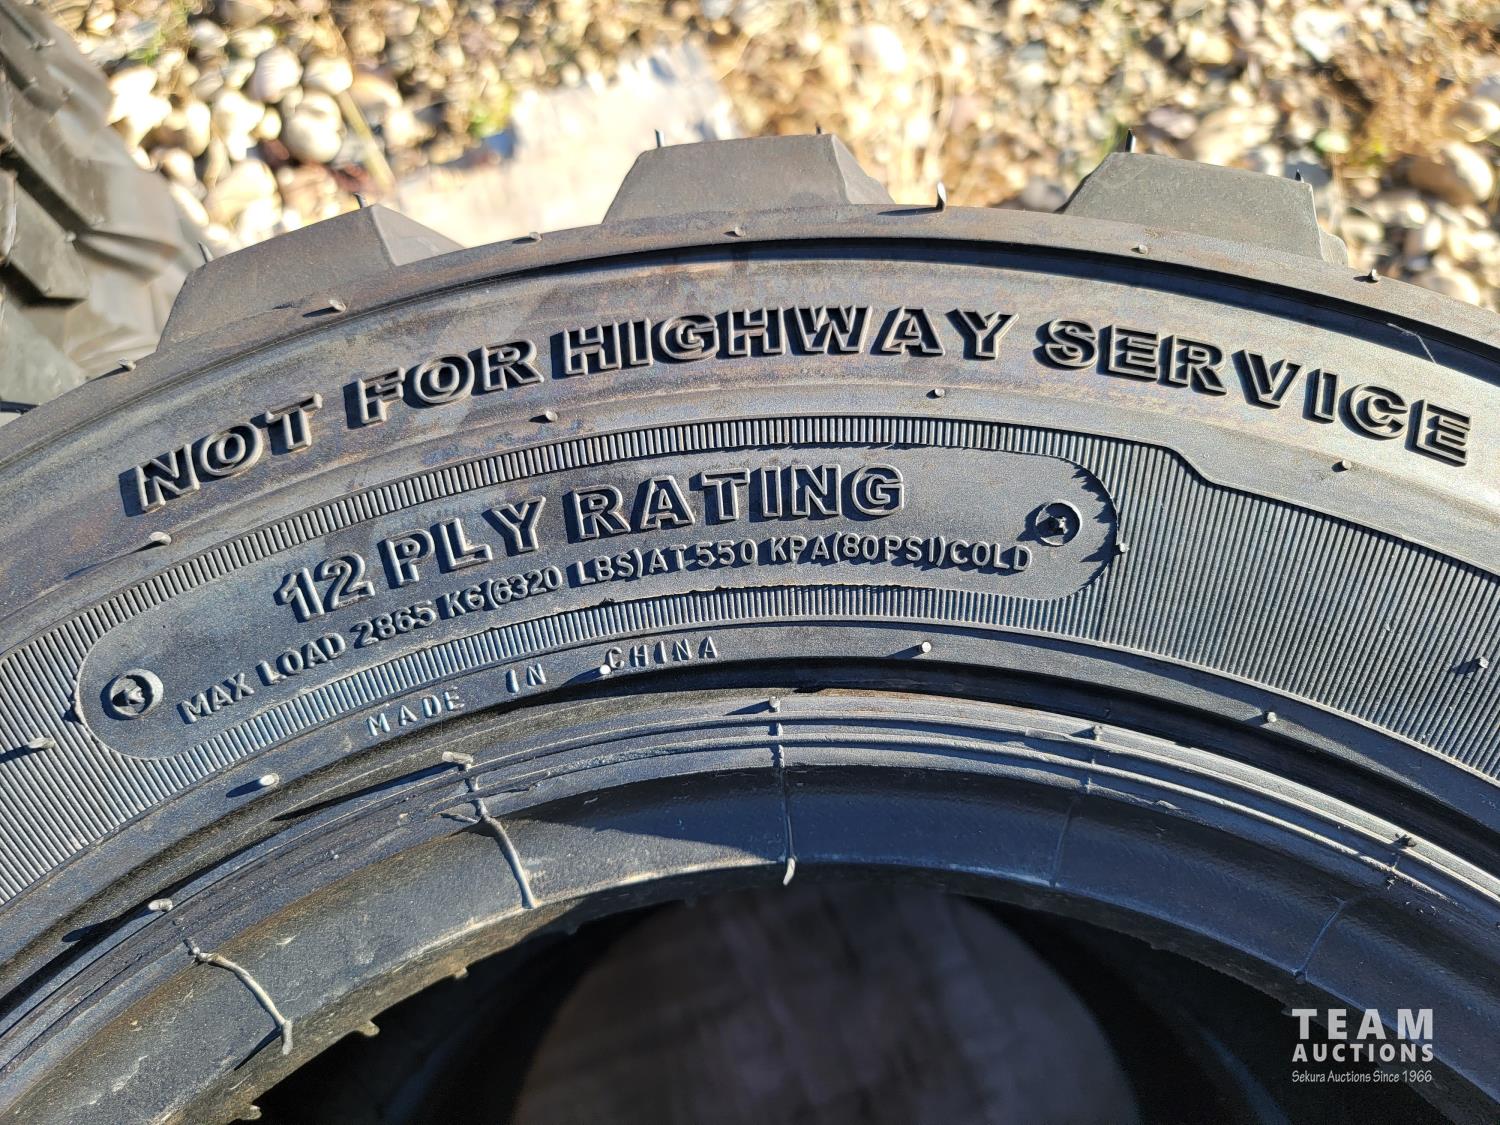 NOT FOR HIGHWAY SERVICE
12 PLY RATING
MAX LOAD 2865 KG(6320 LBS)AT 550 KPA(80PSI)COLD
MADE IN CHINA
TEAM
AUCTIONS
Sekura Auctions Since 1966